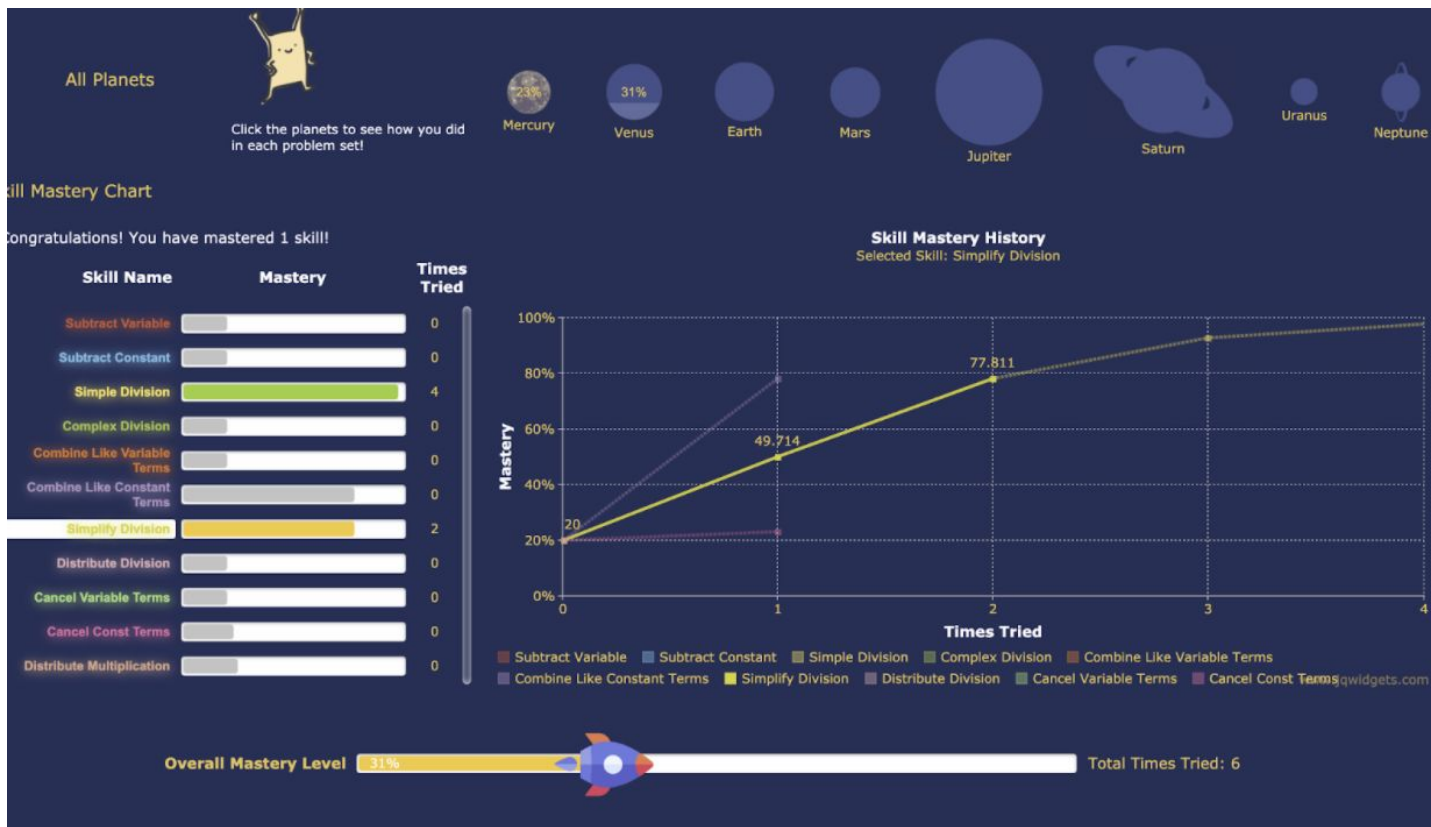 All Planets
Click the planets to see how you did
in each problem set!
23%
Mercury
31%
Venus
Earth
Mars
Jupiter
Saturn
Uranus
Neptune
kill Mastery Chart
Congratulations! You have mastered 1 skill!
Skill Name
Mastery
Times
Tried
Subtract Variable 0
Subtract Constant 0
Simple Division 4
Complex Division 0
Combine Like Variable
Terms 0
Combine Like Constant
Terms 0
Simplify Division 2
Distribute Division 0
Cancel Variable Terms 0
Cancel Const Terms 0
Distribute Multiplication 0
Skill Mastery History
Selected Skill: Simplify Division
Mastery
100%
80%
60%
40%
20%
0%
20
49.714
77.811
0 1 2 3 4
Times Tried
Subtract Variable Subtract Constant Simple Division Complex Division Combine Like Variable Terms
Combine Like Constant Terms Simplify Division Distribute Division Cancel Variable Terms Cancel Const Terms
www.jqwidgets.com
Overall Mastery Level 31% Total Times Tried: 6